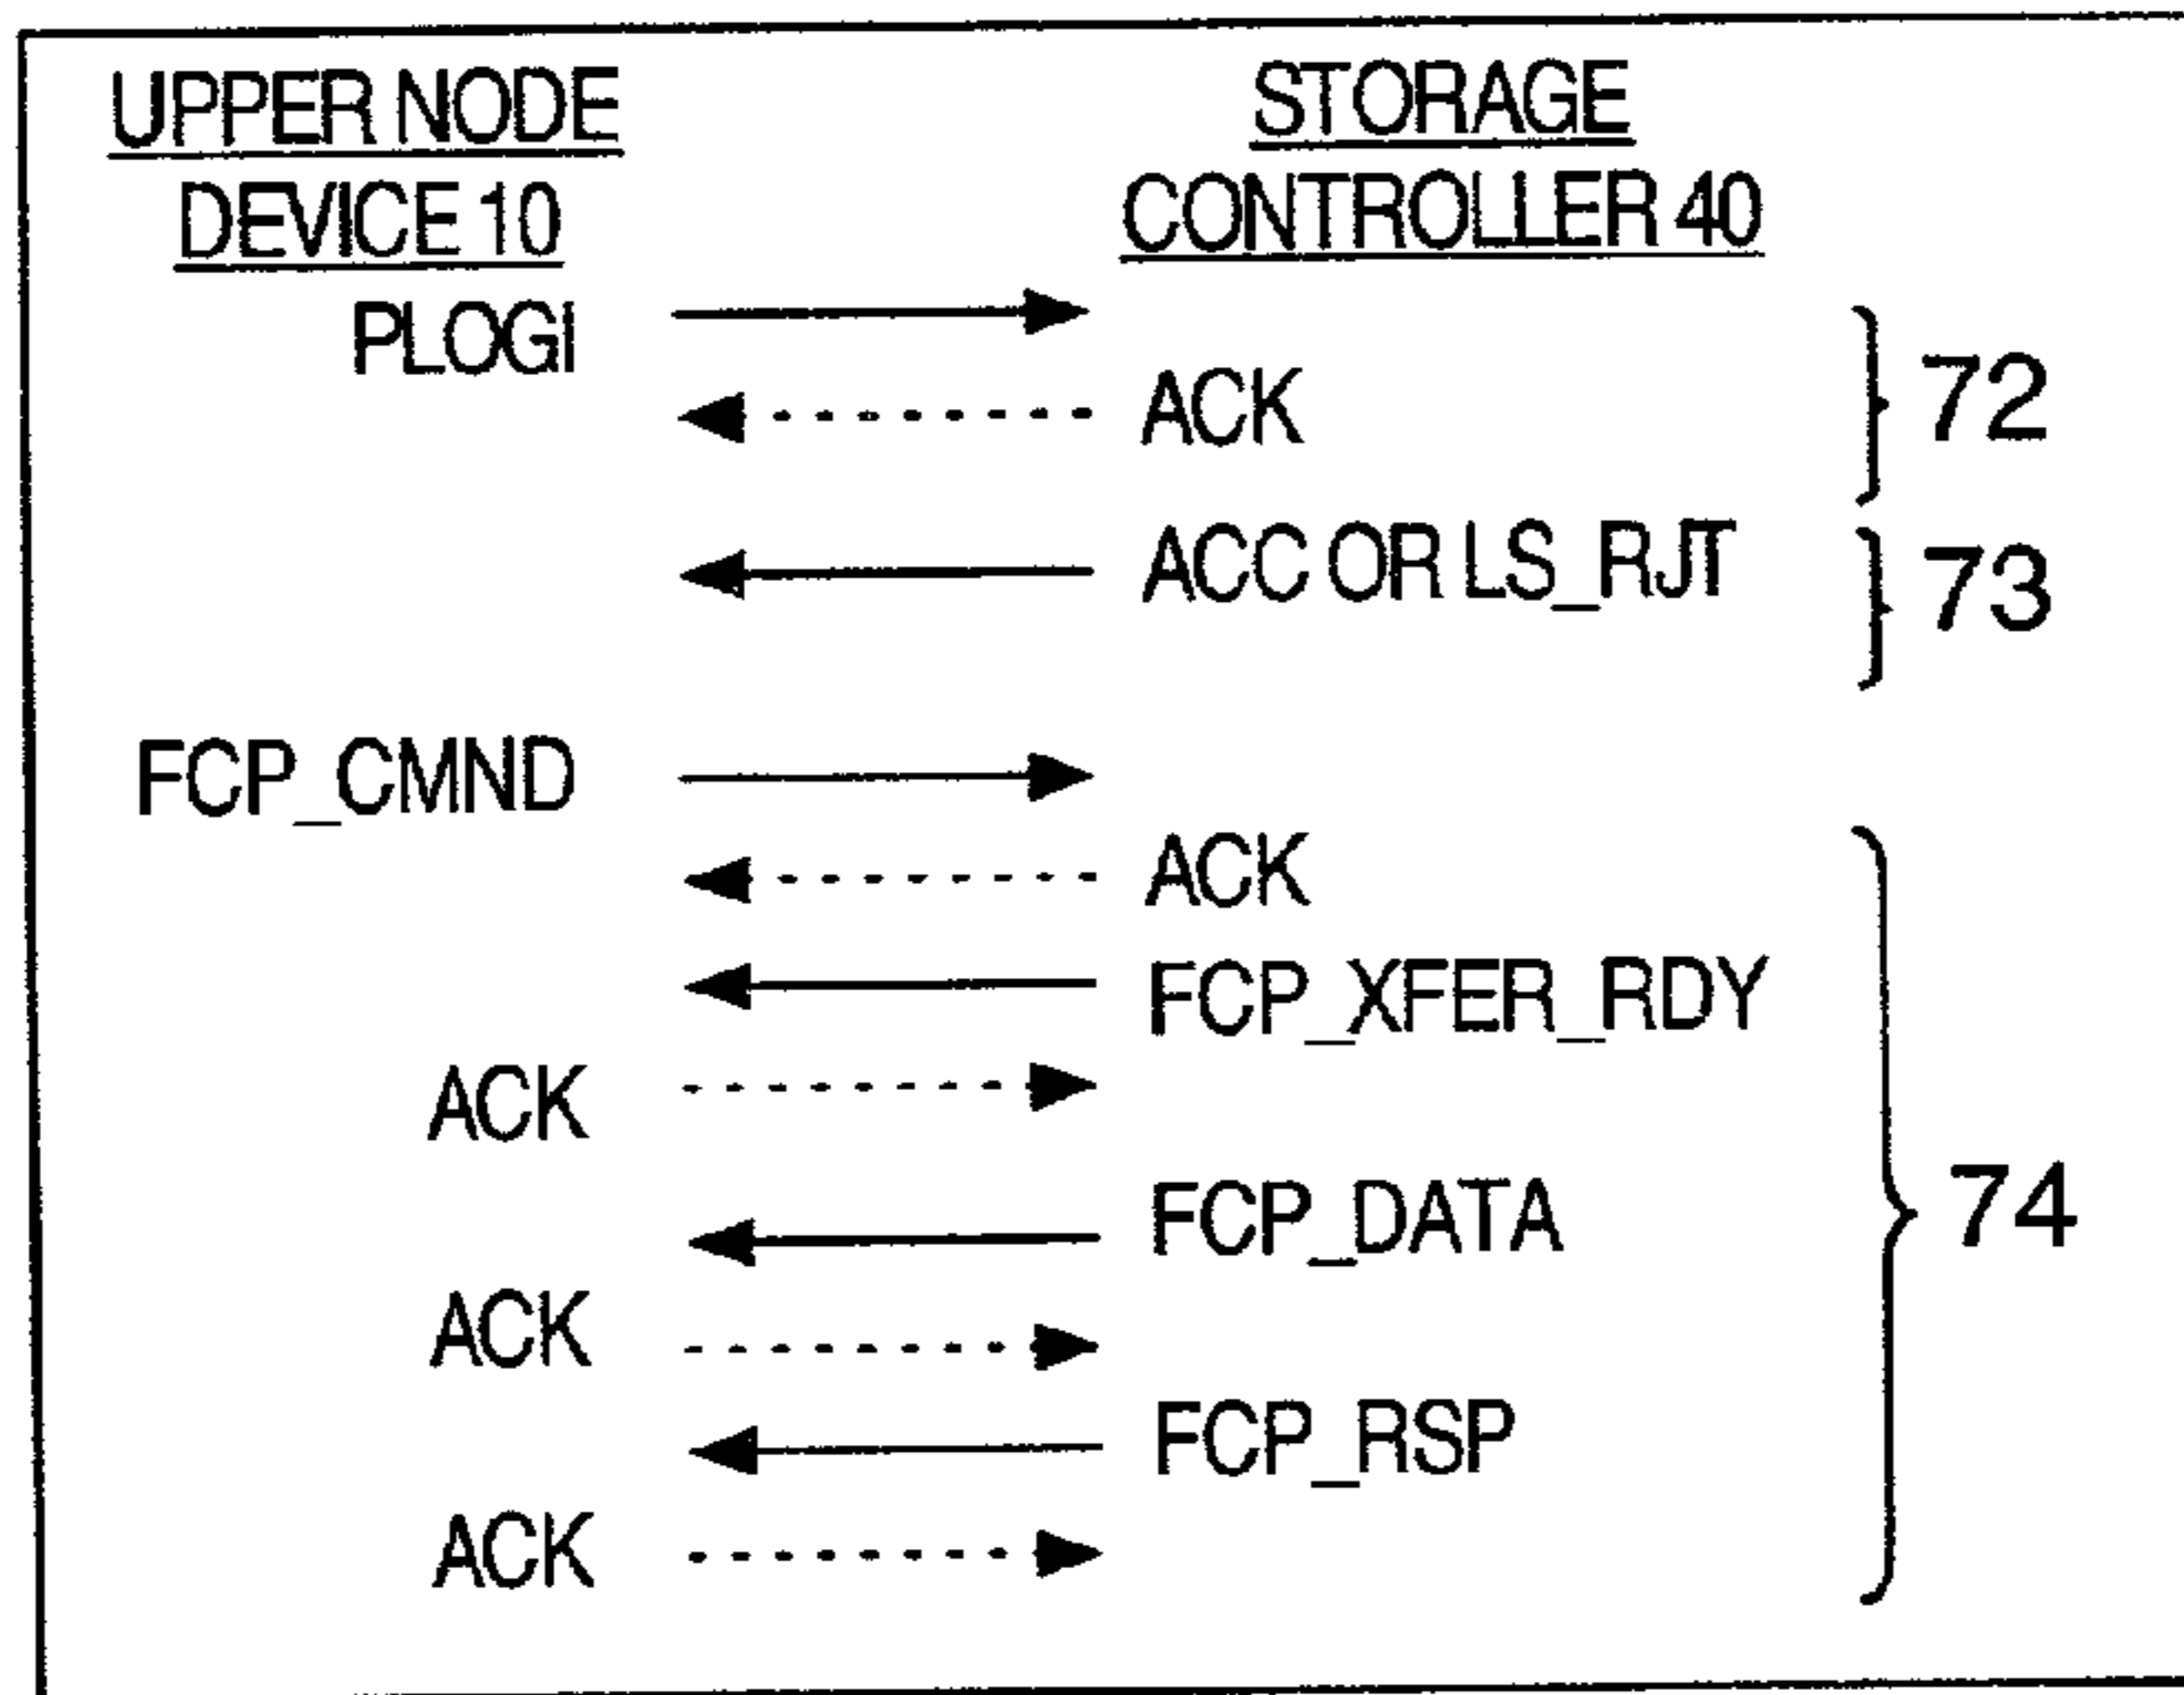 UPPER NODE
DEVICE 10
STORAGE
CONTROLLER 40
PLOGI
ACK
72
ACC OR LS_RJT
73
FCP_CMND
ACK
FCP_XFER_RDY
ACK
FCP_DATA
74
ACK
FCP_RSP
ACK